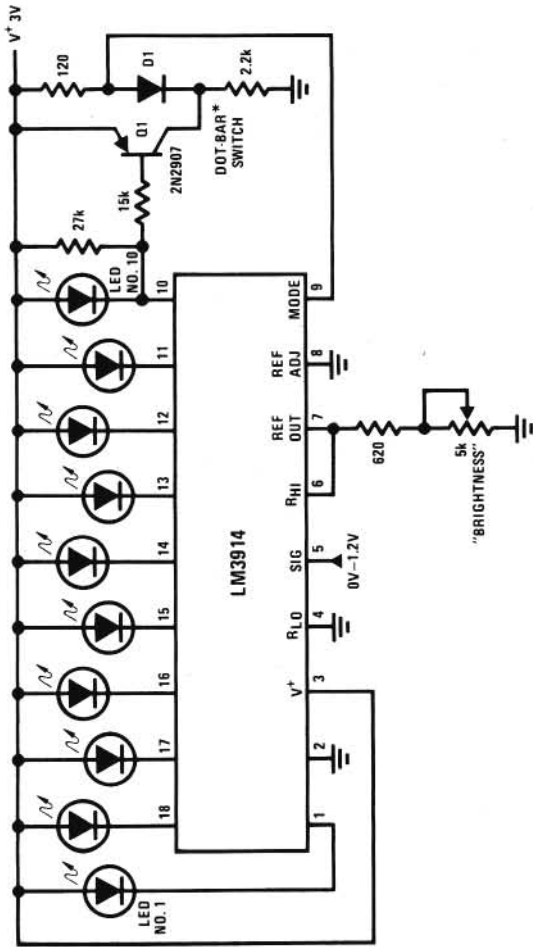 V⁺ 3V
120
D1
2.2k
Q1
2N2907
DOT-BAR*
SWITCH
15k
27k
LED
NO. 10
10
11
12
13
14
15
16
17
18
LED
NO. 1
LM3914
1
2
3
4
5
6
7
8
9
V⁺
RLO
SIG
RHI
REF
OUT
REF
ADJ
MODE
0V–1.2V
620
5k
"BRIGHTNESS"